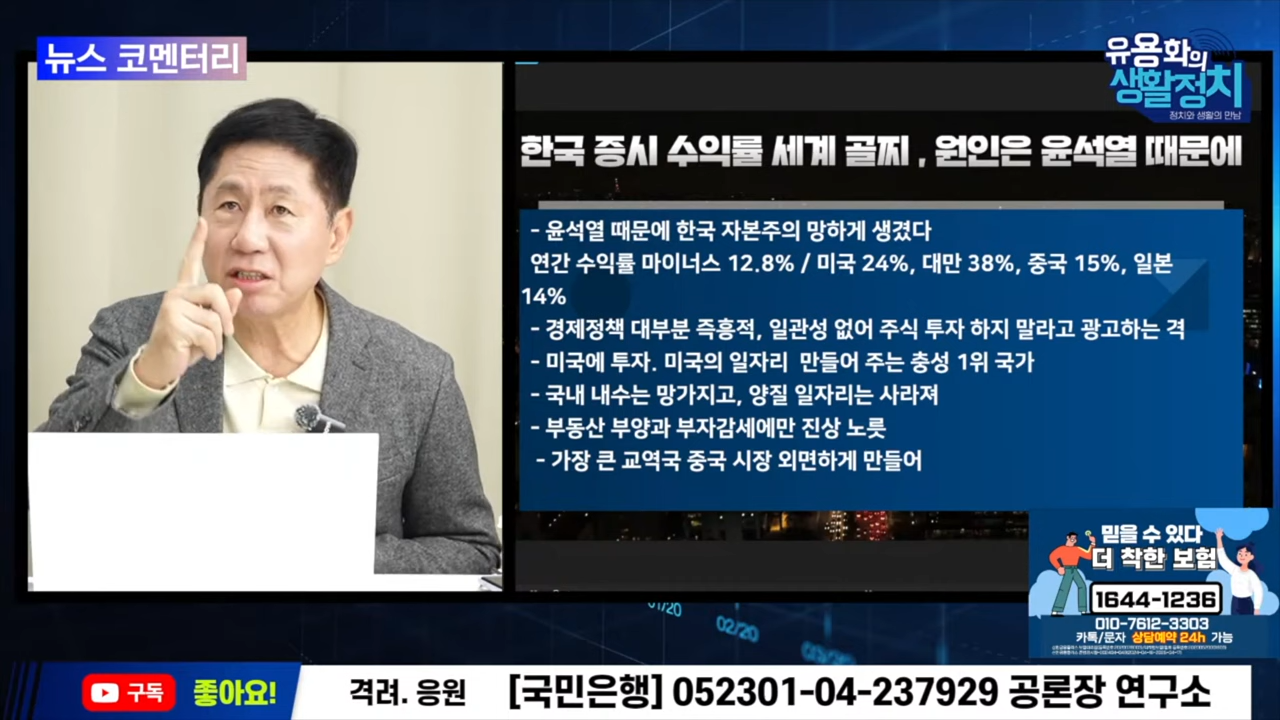 뉴스 코멘터리
유용화의
생활정치
정치와 생활의 만남
한국 증시 수익률 세계 꼴찌 , 원인은 윤석열 때문에
- 윤석열 때문에 한국 자본주의 망하게 생겼다
연간 수익률 마이너스 12.8% / 미국 24%, 대만 38%, 중국 15%, 일본
14%
- 경제정책 대부분 즉흥적, 일관성 없어 주식 투자 하지 말라고 광고하는 격
- 미국에 투자. 미국의 일자리 만들어 주는 충성 1위 국가
- 국내 내수는 망가지고, 양질 일자리는 사라져
- 부동산 부양과 부자감세에만 진상 노릇
- 가장 큰 교역국 중국 시장 외면하게 만들어
믿을 수 있다
더 착한 보험
1644-1236
010-7612-3303
카톡/문자 상담예약 24h 가능
01/20
02/20
구독
좋아요!
격려. 응원
[국민은행] 052301-04-237929 공론장 연구소